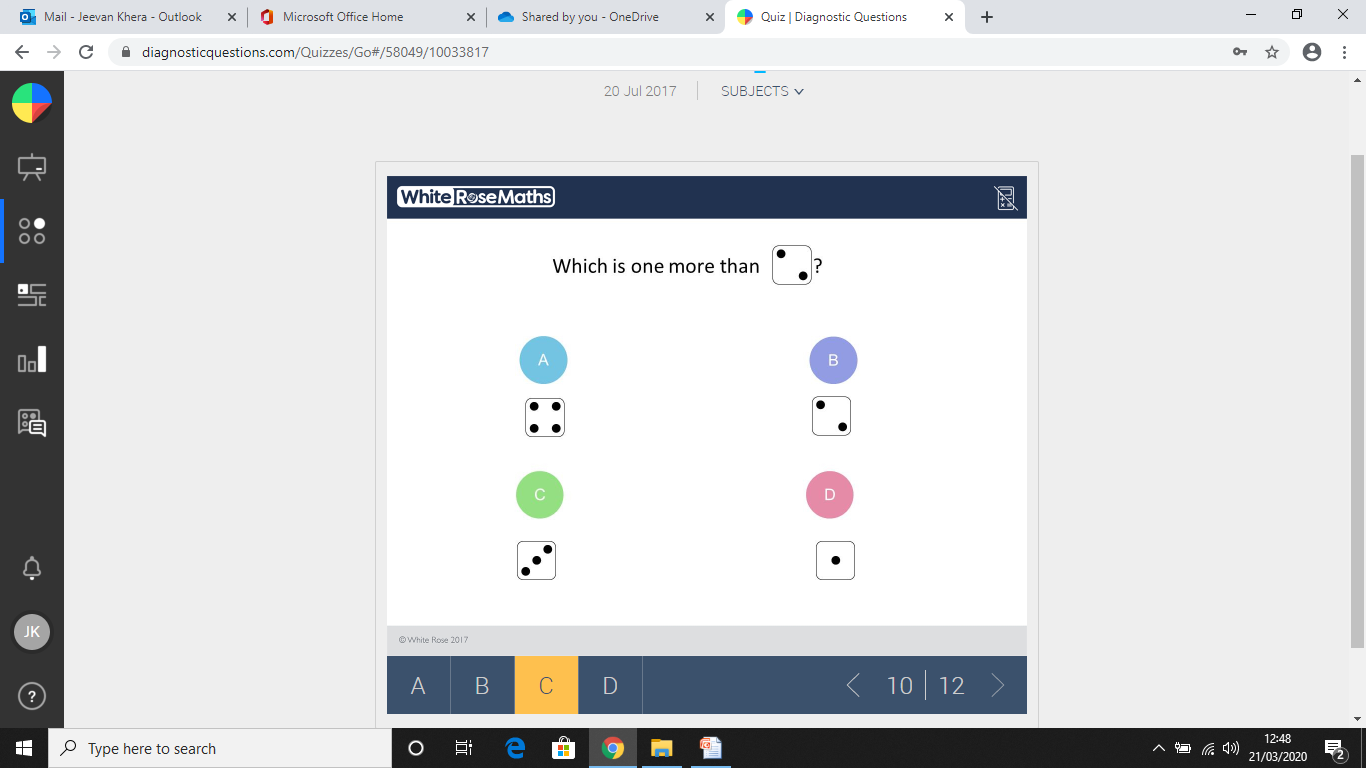 Mail - Jeevan Khera - Outlook
Microsoft Office Home
Shared by you - OneDrive
Quiz | Diagnostic Questions
diagnosticquestions.com/Quizzes/Go#/58049/10033817
20 Jul 2017
SUBJECTS
White RoseMaths
Which is one more than ?
A
B
C
D
© White Rose 2017
A B C D 10 12
JK
?
Type here to search
12:48
21/03/2020
2